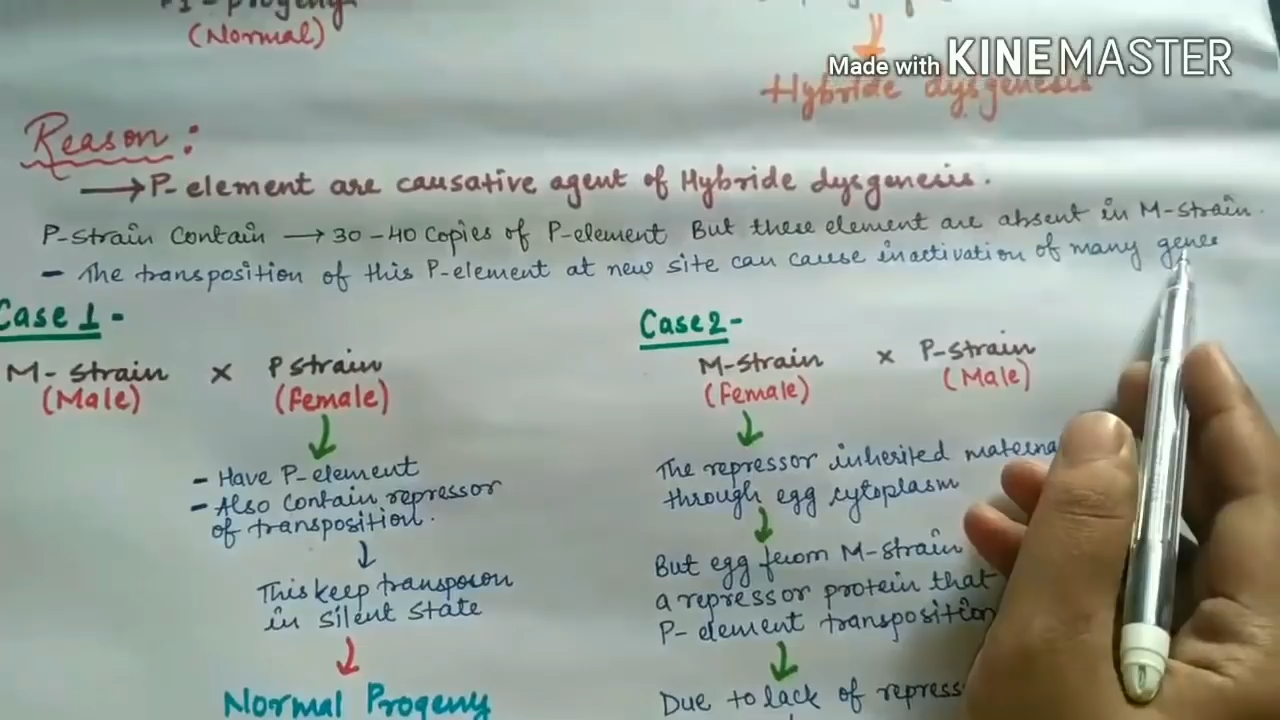 (Normal)
Made with KINEMASTER
Hybride dysgenesis
Reason :
→ P-element are causative agent of Hybride dysgenesis.
P-strain contain → 30-40 copies of P-element But these element are absent in M-strain.
- The transposition of this P-element at new site can cause inactivation of many genes
Case 1 -
M-strain x P strain
(Male) (Female)
- Have P-element
- Also contain repressor
of transposition.
This keep transposon
in silent state
Normal Progeny
Case 2 -
M-strain x P-strain
(Female) (Male)
The repressor inherited
through egg cytoplasm
But egg from M-strain
a repressor protein that
P-element transposition
Due to lack of